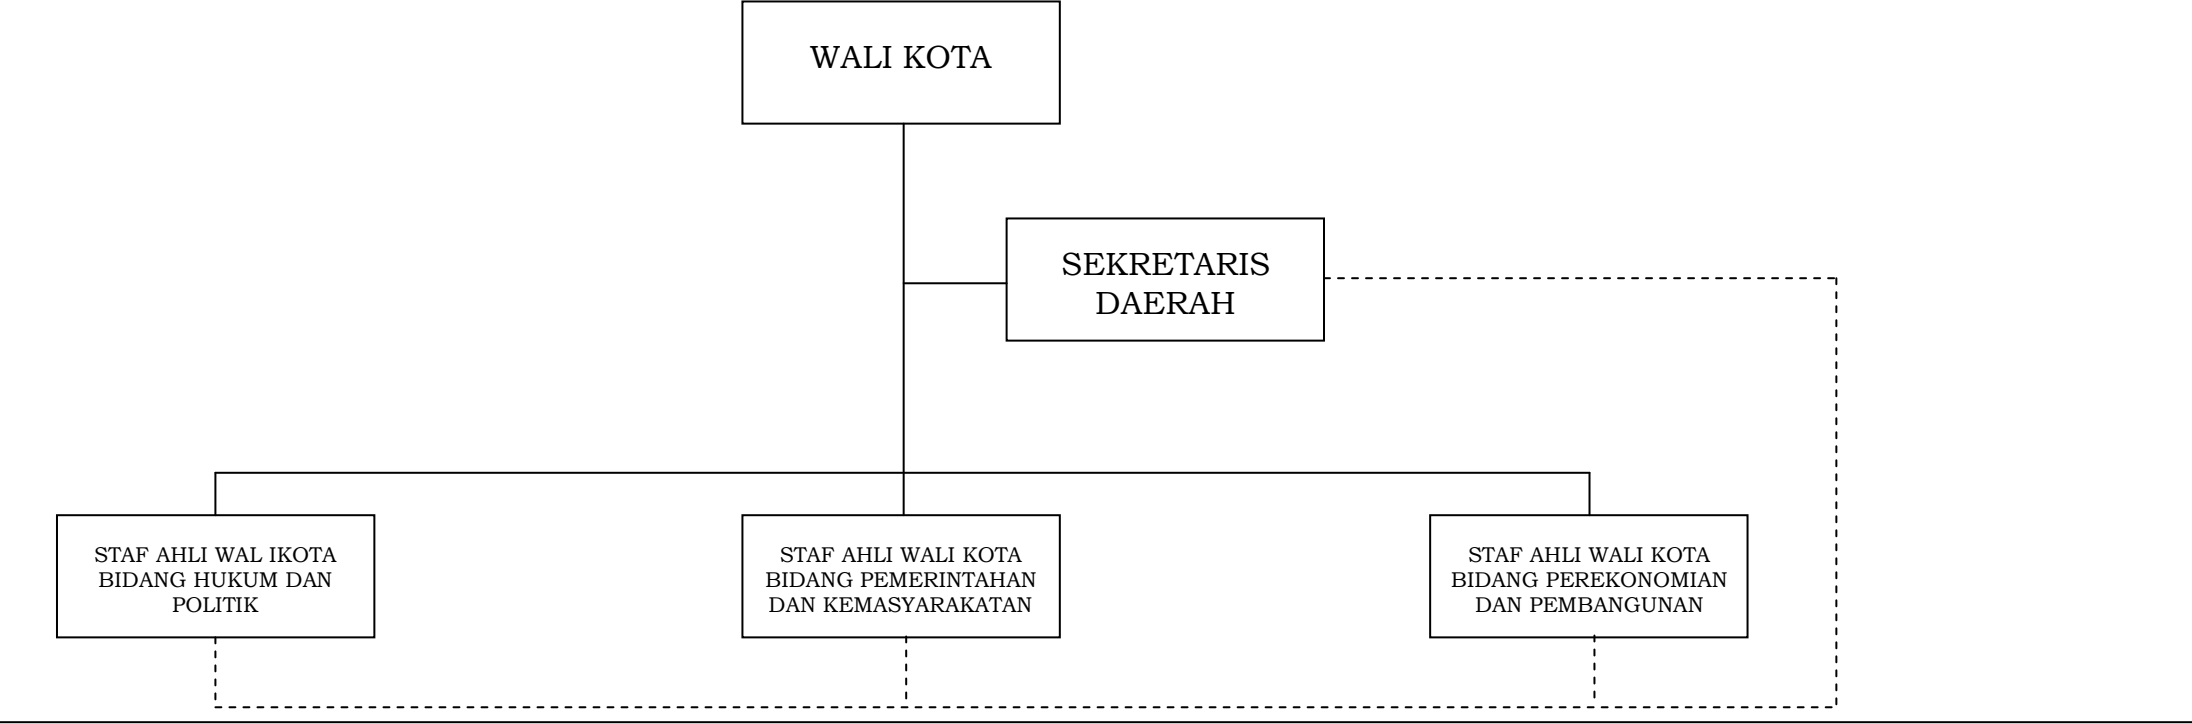 WALI KOTA
SEKRETARIS
DAERAH
STAF AHLI WAL IKOTA
BIDANG HUKUM DAN
POLITIK
STAF AHLI WALI KOTA
BIDANG PEMERINTAHAN
DAN KEMASYARAKATAN
STAF AHLI WALI KOTA
BIDANG PEREKONOMIAN
DAN PEMBANGUNAN